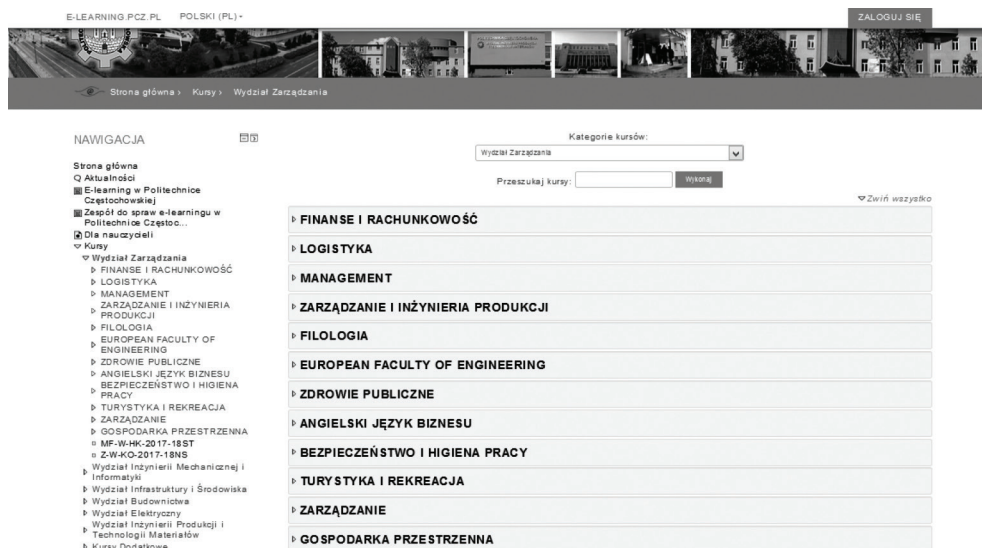 E-LEARNING.PCZ.PL POLSKI (PL)
ZALOGUJ SIĘ
Strona główna › Kursy › Wydział Zarządzania
NAWIGACJA
Strona główna
Aktualności
E-learning w Politechnice
Częstochowskiej
Zespół do spraw e-learningu w
Politechnice Częstoc...
Dla nauczycieli
Kursy
Wydział Zarządzania
FINANSE I RACHUNKOWOŚĆ
LOGISTYKA
MANAGEMENT
ZARZĄDZANIE I INŻYNIERIA
PRODUKCJI
FILOLOGIA
EUROPEAN FACULTY OF
ENGINEERING
ZDROWIE PUBLICZNE
ANGIELSKI JĘZYK BIZNESU
BEZPIECZEŃSTWO I HIGIENA
PRACY
TURYSTYKA I REKREACJA
ZARZĄDZANIE
GOSPODARKA PRZESTRZENNA
MF-W-HK-2017-18ST
Z-W-KO-2017-18NS
Wydział Inżynierii Mechanicznej i
Informatyki
Wydział Infrastruktury i Środowiska
Wydział Budownictwa
Wydział Elektryczny
Wydział Inżynierii Produkcji i
Technologii Materiałów
Kursy Dodatkowe
Kategorie kursów:
Wydział Zarządzania
Przeszukaj kursy: Wykonaj
Zwiń wszystko
FINANSE I RACHUNKOWOŚĆ
LOGISTYKA
MANAGEMENT
ZARZĄDZANIE I INŻYNIERIA PRODUKCJI
FILOLOGIA
EUROPEAN FACULTY OF ENGINEERING
ZDROWIE PUBLICZNE
ANGIELSKI JĘZYK BIZNESU
BEZPIECZEŃSTWO I HIGIENA PRACY
TURYSTYKA I REKREACJA
ZARZĄDZANIE
GOSPODARKA PRZESTRZENNA